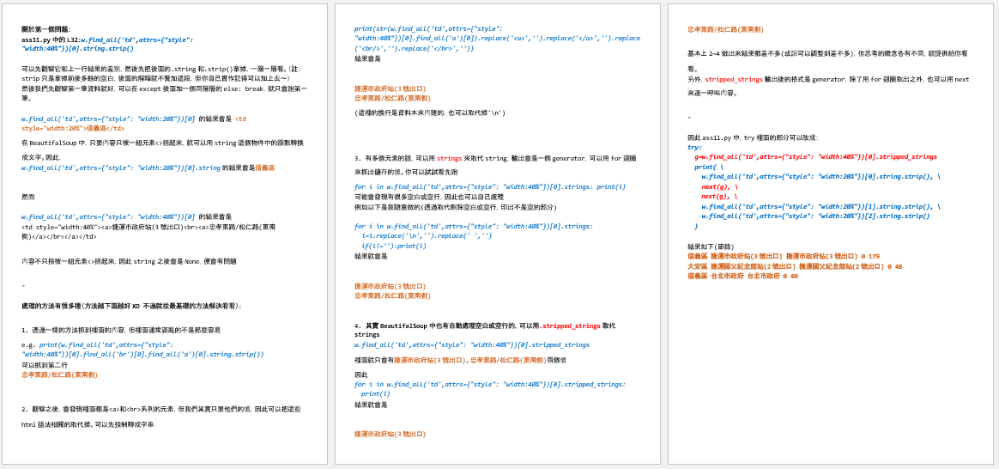 關於第一個問題:
ass11.py 中的 L32:w.find_all('td',attrs={"style":
"width:40%"})[0].string.strip()
可以先觀察它和上一行結果的差別, 然後先把後面的.string 和.strip()拿掉, 一層一層看。(註:
strip 只是拿掉前後多餘的空白, 後面的解釋就不贅加這段, 但你自己實作記得可以加上去~)
然後我們先觀察第一筆資料就好, 可以在 except 後面加一個同層層的 else: break, 就只會跑第一
筆。
w.find_all('td',attrs={"style": "width:20%"})[0] 的結果會是 <td
style="width:20%">信義區</td>
在 BeautifalSoup 中, 只要內容只被一組元素<>括起來, 就可以用 string 這個物件中的函數轉換
成文字。因此,
w.find_all('td',attrs={"style": "width:20%"})[0].string 的結果會是信義區
然而
w.find_all('td',attrs={"style": "width:40%"})[0] 的結果會是
<td style="width:40%"><a>捷運市政府站(3 號出口)<br><a>忠孝東路/松仁路(東南
側)</a></br></a></td>
內容不只指被一組元素<>括起來, 因此 string 之後會是 None, 便會有問題
-
處理的方法有很多種(方法越下面越好 XD 不過就從最基礎的方法解決看看):
1. 透過一樣的方法抓到裡面的內容, 但裡面通常滿亂的不是那麼容易
e.g. print(w.find_all('td',attrs={"style":
"width:40%"})[0].find_all('br')[0].find_all('a')[0].string.strip())
可以抓到第二行
忠孝東路/松仁路(東南側)
2. 觀察之後, 會發現裡面都是<a>和<br>系列的元素, 但我們其實只要他們的值, 因此可以把這些
html 語法相關的取代掉。可以先強制轉成字串
print(str(w.find_all('td',attrs={"style":
"width:40%"})[0].find_all('a')[0]).replace('<a>','').replace('</a>','').replace
('<br/>','').replace('</br>',''))
結果會是
捷運市政府站(3 號出口)
忠孝東路/松仁路(東南側)
(這裡的換行是資料本來內建的, 也可以取代掉'\n')
3. 有多個元素的話, 可以用 strings 來取代 string, 輸出會是一個 generator, 可以用 for 迴圈
來抓出儲存的值。你可以試試看先跑
for i in w.find_all('td',attrs={"style": "width:40%"})[0].strings: print(i)
可能會發現有很多空白或空行, 因此也可以自己處理
例如以下是我隨意做的(透過取代刪除空白或空行, 印出不是空的部分)
for i in w.find_all('td',attrs={"style": "width:40%"})[0].strings:
i=i.replace('\n','').replace(' ','')
if(i!=''):print(i)
結果就會是
捷運市政府站(3 號出口)
忠孝東路/松仁路(東南側)
4. 其實 BeautifalSoup 中也有自動處理空白或空行的, 可以用.stripped_strings 取代
strings
w.find_all('td',attrs={"style": "width:40%"})[0].stripped_strings
裡面就只會有捷運市政府站(3 號出口)、忠孝東路/松仁路(東南側)兩個值
因此
for i in w.find_all('td',attrs={"style": "width:40%"})[0].stripped_strings:
print(i)
結果就會是
捷運市政府站(3 號出口)
忠孝東路/松仁路(東南側)
基本上 2~4 做出來結果都差不多(或説可以調整到差不多), 但思考的概念各有不同, 就提供給你看
看。
另外, stripped_strings 輸出後的格式是 generator, 除了用 for 迴圈取出之外, 也可以用 next
來逐一呼叫內容。
-
因此 ass11.py 中, try 裡面的部分可以改成:
try:
g=w.find_all('td',attrs={"style": "width:40%"})[0].stripped_strings
print( \
w.find_all('td',attrs={"style": "width:20%"})[0].string.strip(), \
next(g), \
next(g), \
w.find_all('td',attrs={"style": "width:20%"})[1].string.strip(), \
w.find_all('td',attrs={"style": "width:20%"})[2].string.strip()
)
結果如下(節錄)
信義區 捷運市政府站(3 號出口) 捷運市政府站(3 號出口) 0 179
大安區 捷運國父紀念館站(2 號出口) 捷運國父紀念館站(2 號出口) 0 48
信義區 台北市政府 台北市政府 0 40